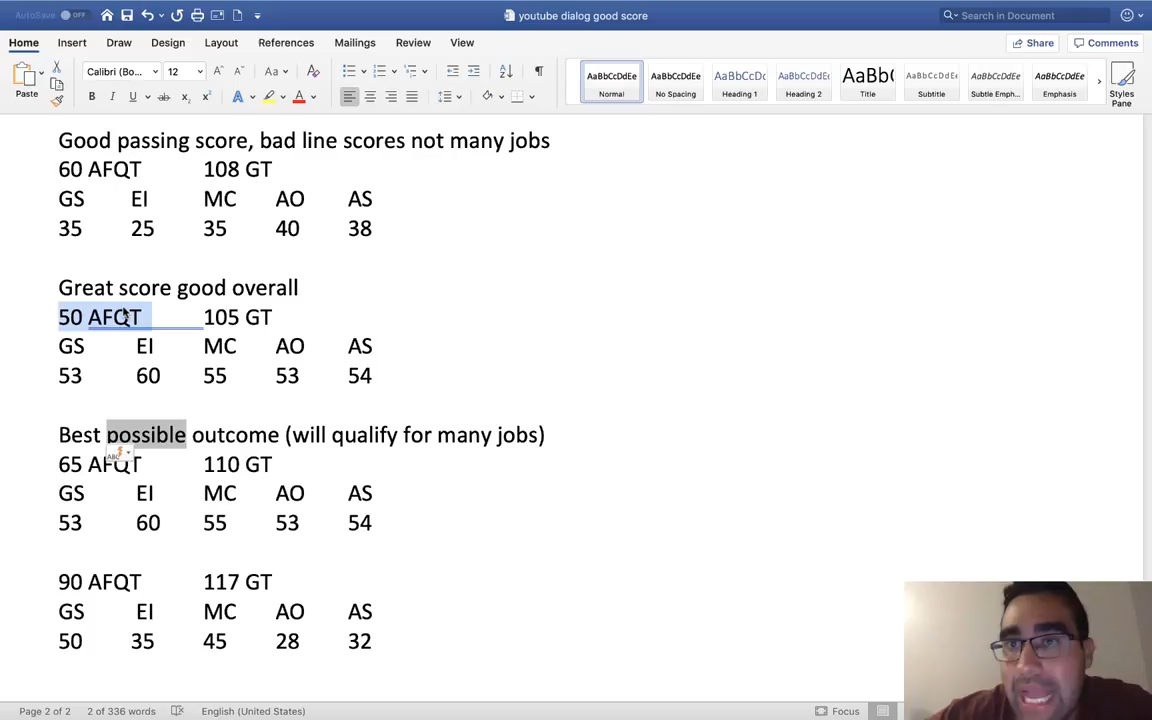 AutoSave OFF
youtube dialog good score
Search in Document
Home Insert Draw Design Layout References Mailings Review View
Share Comments
Paste
Calibri (Bo... 12
AaBbCcDdEe AaBbCcDdEe AaBbCcDc AaBbCcDdEe AaBb( AaBbCcDdEe AaBbCcDdEe AaBbCcDdEe
Normal No Spacing Heading 1 Heading 2 Title Subtitle Subtle Emph... Emphasis
Styles Pane
Good passing score, bad line scores not many jobs
60 AFQT 108 GT
GS EI MC AO AS
35 25 35 40 38
Great score good overall
50 AFQT 105 GT
GS EI MC AO AS
53 60 55 53 54
Best possible outcome (will qualify for many jobs)
65 AFQT 110 GT
GS EI MC AO AS
53 60 55 53 54
90 AFQT 117 GT
GS EI MC AO AS
50 35 45 28 32
Page 2 of 2 2 of 336 words English (United States)
Focus